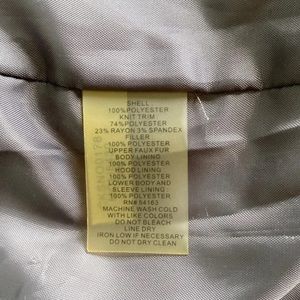 SHELL
100%POLYESTER
KNIT TRIM
74%POLYESTER
23% RAYON 3% SPANDEX
FILLER
100% POLYESTER
UPPER FAUX FUR
BODY LINING
100% POLYESTER
HOOD LINING
100% POLYESTER
LOWER BODY AND
SLEEVE LINING
100% POLYESTER
RN# 54163
MACHINE WASH COLD
WITH LIKE COLORS
DO NOT BLEACH
LINE DRY
IRON LOW IF NECESSARY
DO NOT DRY CLEAN